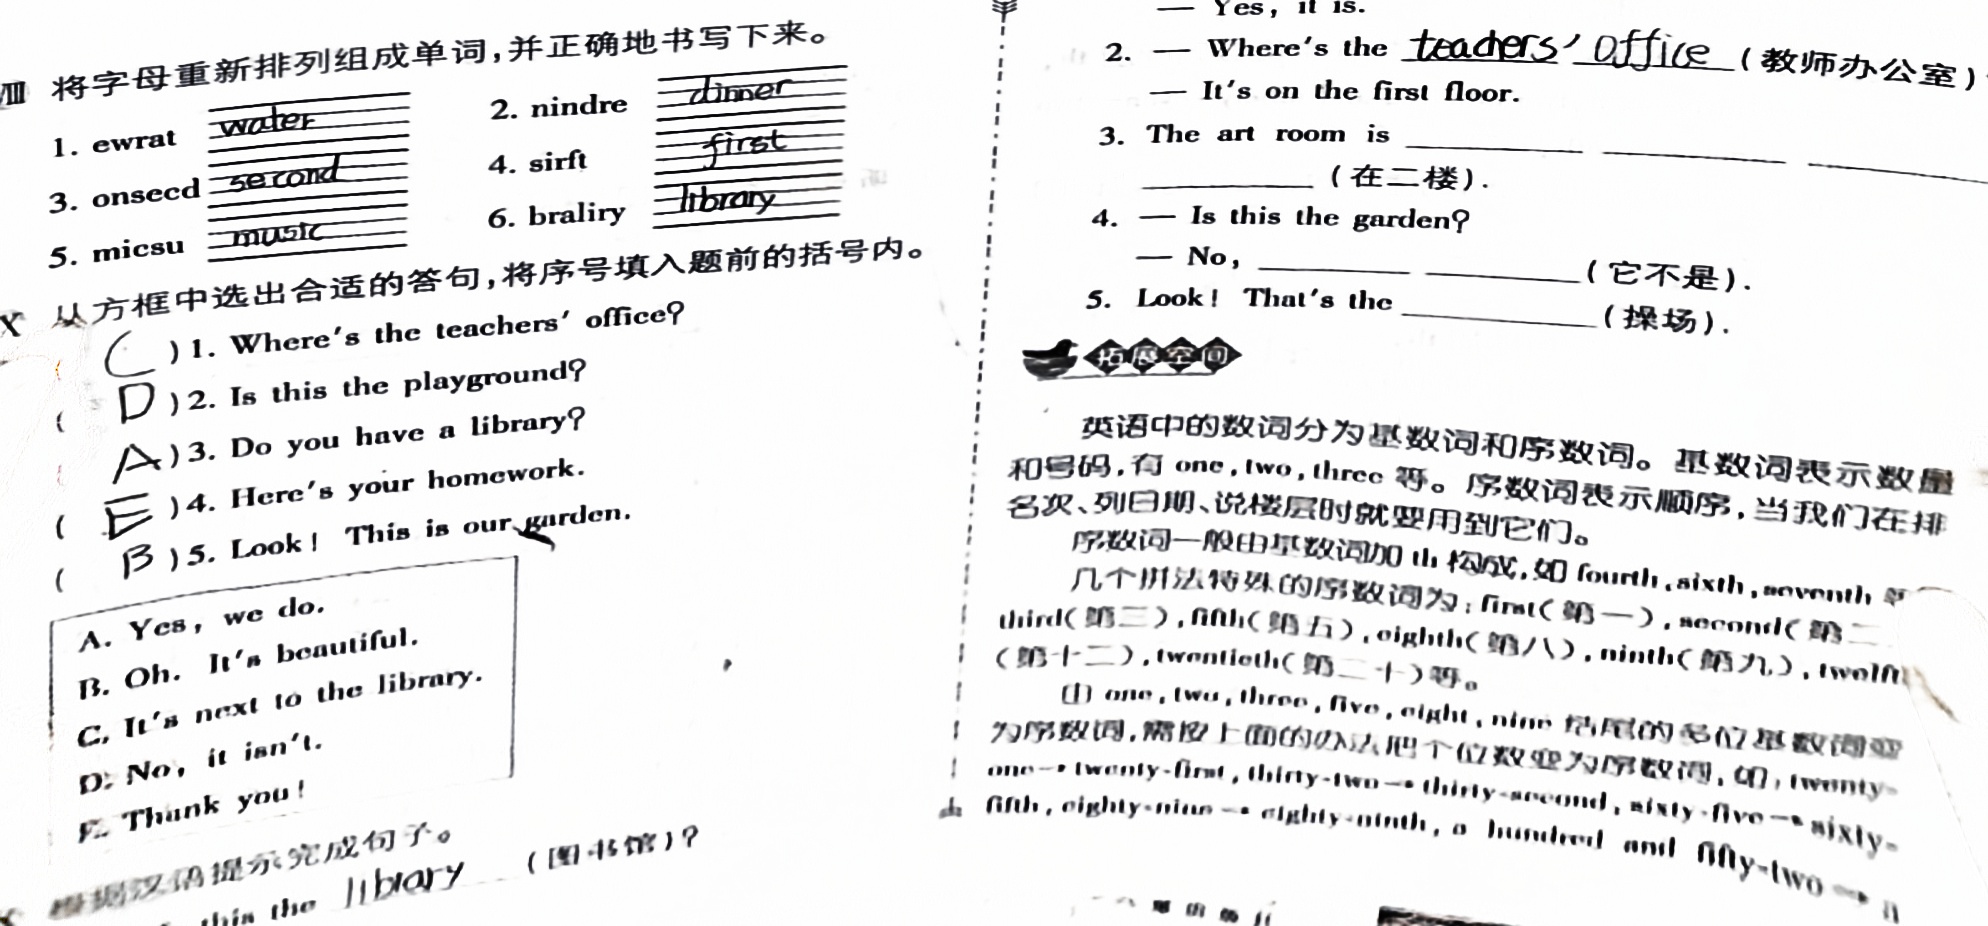 Ⅷ 将字母重新排列组成单词,并正确地书写下来。
1. ewrat water 2. nindre dinner
3. onsecd second 4. sirft first
5. micsu music 6. braliry library
从方框中选出合适的答句,将序号填入题前的括号内。
( C ) 1. Where's the teachers' office?
( D ) 2. Is this the playground?
( A ) 3. Do you have a library?
( E ) 4. Here's your homework.
( B ) 5. Look! This is our garden.
A. Yes, we do.
B. Oh. It's beautiful.
C. It's next to the library.
D. No, it isn't.
E. Thank you!
根据汉语提示完成句子。
this the library (图书馆)?
— Yes, it is.
2. — Where's the teachers' office (教师办公室)
— It's on the first floor.
3. The art room is
(在二楼).
4. — Is this the garden?
— No, (它不是).
5. Look! That's the (操场).
拓展空间
英语中的数词分为基数词和序数词。基数词表示数量
和号码,有 one, two, three 等。序数词表示顺序,当我们在排
名次、列日期、说楼层时就要用到它们。
序数词一般由基数词加 th 构成,如 fourth, sixth, seventh 等
几个拼法特殊的序数词为: first(第一), second(第二
third(第三), fifth(第五), eighth(第八), ninth(第九), twelft
(第十二), twentieth(第二十)等。
由 one, two, three, five, eight, nine 结尾的多位基数词变
为序数词,需按上面的办法把个位数变为序数词,如: twenty-
one → twenty-first, thirty-two → thirty-second, sixty-five → sixty-
fifth, eighty-nine → eighty-ninth, a hundred and fifty-two → a